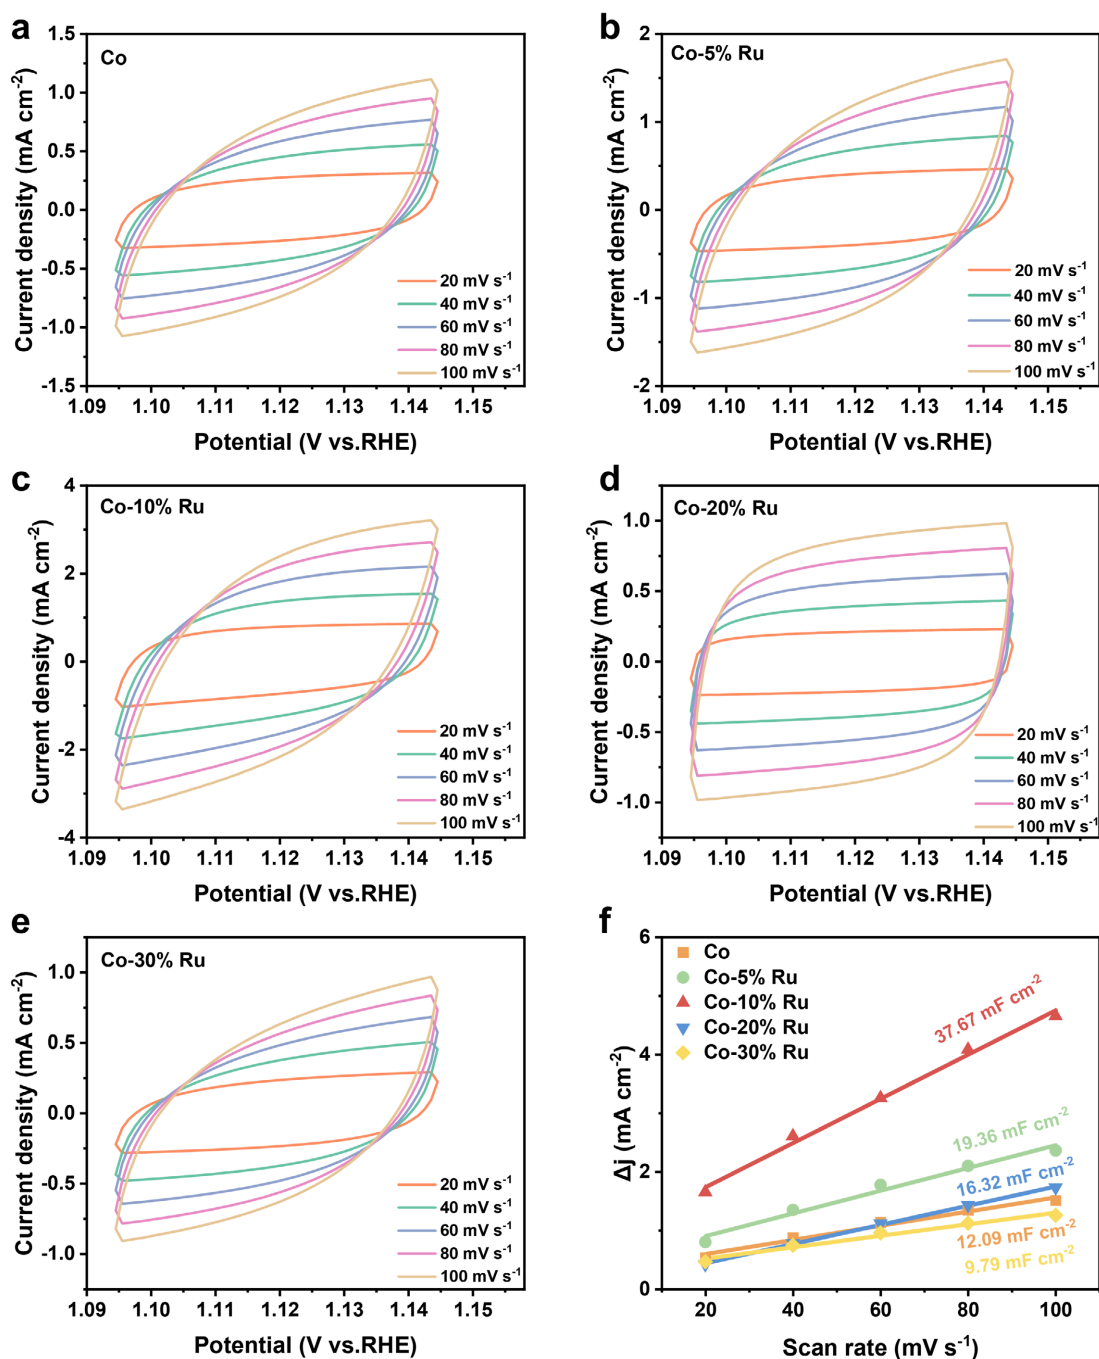 a
Co
1.5
1.0
0.5
0.0
-0.5
-1.0
-1.5
Current density (mA cm⁻²)
20 mV s⁻¹
40 mV s⁻¹
60 mV s⁻¹
80 mV s⁻¹
100 mV s⁻¹
1.09 1.10 1.11 1.12 1.13 1.14 1.15
Potential (V vs.RHE)
b
Co-5% Ru
2
1
0
-1
-2
Current density (mA cm⁻²)
20 mV s⁻¹
40 mV s⁻¹
60 mV s⁻¹
80 mV s⁻¹
100 mV s⁻¹
1.09 1.10 1.11 1.12 1.13 1.14 1.15
Potential (V vs.RHE)
c
Co-10% Ru
4
2
0
-2
-4
Current density (mA cm⁻²)
20 mV s⁻¹
40 mV s⁻¹
60 mV s⁻¹
80 mV s⁻¹
100 mV s⁻¹
1.09 1.10 1.11 1.12 1.13 1.14 1.15
Potential (V vs.RHE)
d
Co-20% Ru
1.0
0.5
0.0
-0.5
-1.0
Current density (mA cm⁻²)
20 mV s⁻¹
40 mV s⁻¹
60 mV s⁻¹
80 mV s⁻¹
100 mV s⁻¹
1.09 1.10 1.11 1.12 1.13 1.14 1.15
Potential (V vs.RHE)
e
Co-30% Ru
1.0
0.5
0.0
-0.5
-1.0
Current density (mA cm⁻²)
20 mV s⁻¹
40 mV s⁻¹
60 mV s⁻¹
80 mV s⁻¹
100 mV s⁻¹
1.09 1.10 1.11 1.12 1.13 1.14 1.15
Potential (V vs.RHE)
f
6
4
2
0
Δj (mA cm⁻²)
Co
Co-5% Ru
Co-10% Ru
Co-20% Ru
Co-30% Ru
37.67 mF cm⁻²
19.36 mF cm⁻²
16.32 mF cm⁻²
12.09 mF cm⁻²
9.79 mF cm⁻²
20 40 60 80 100
Scan rate (mV s⁻¹)